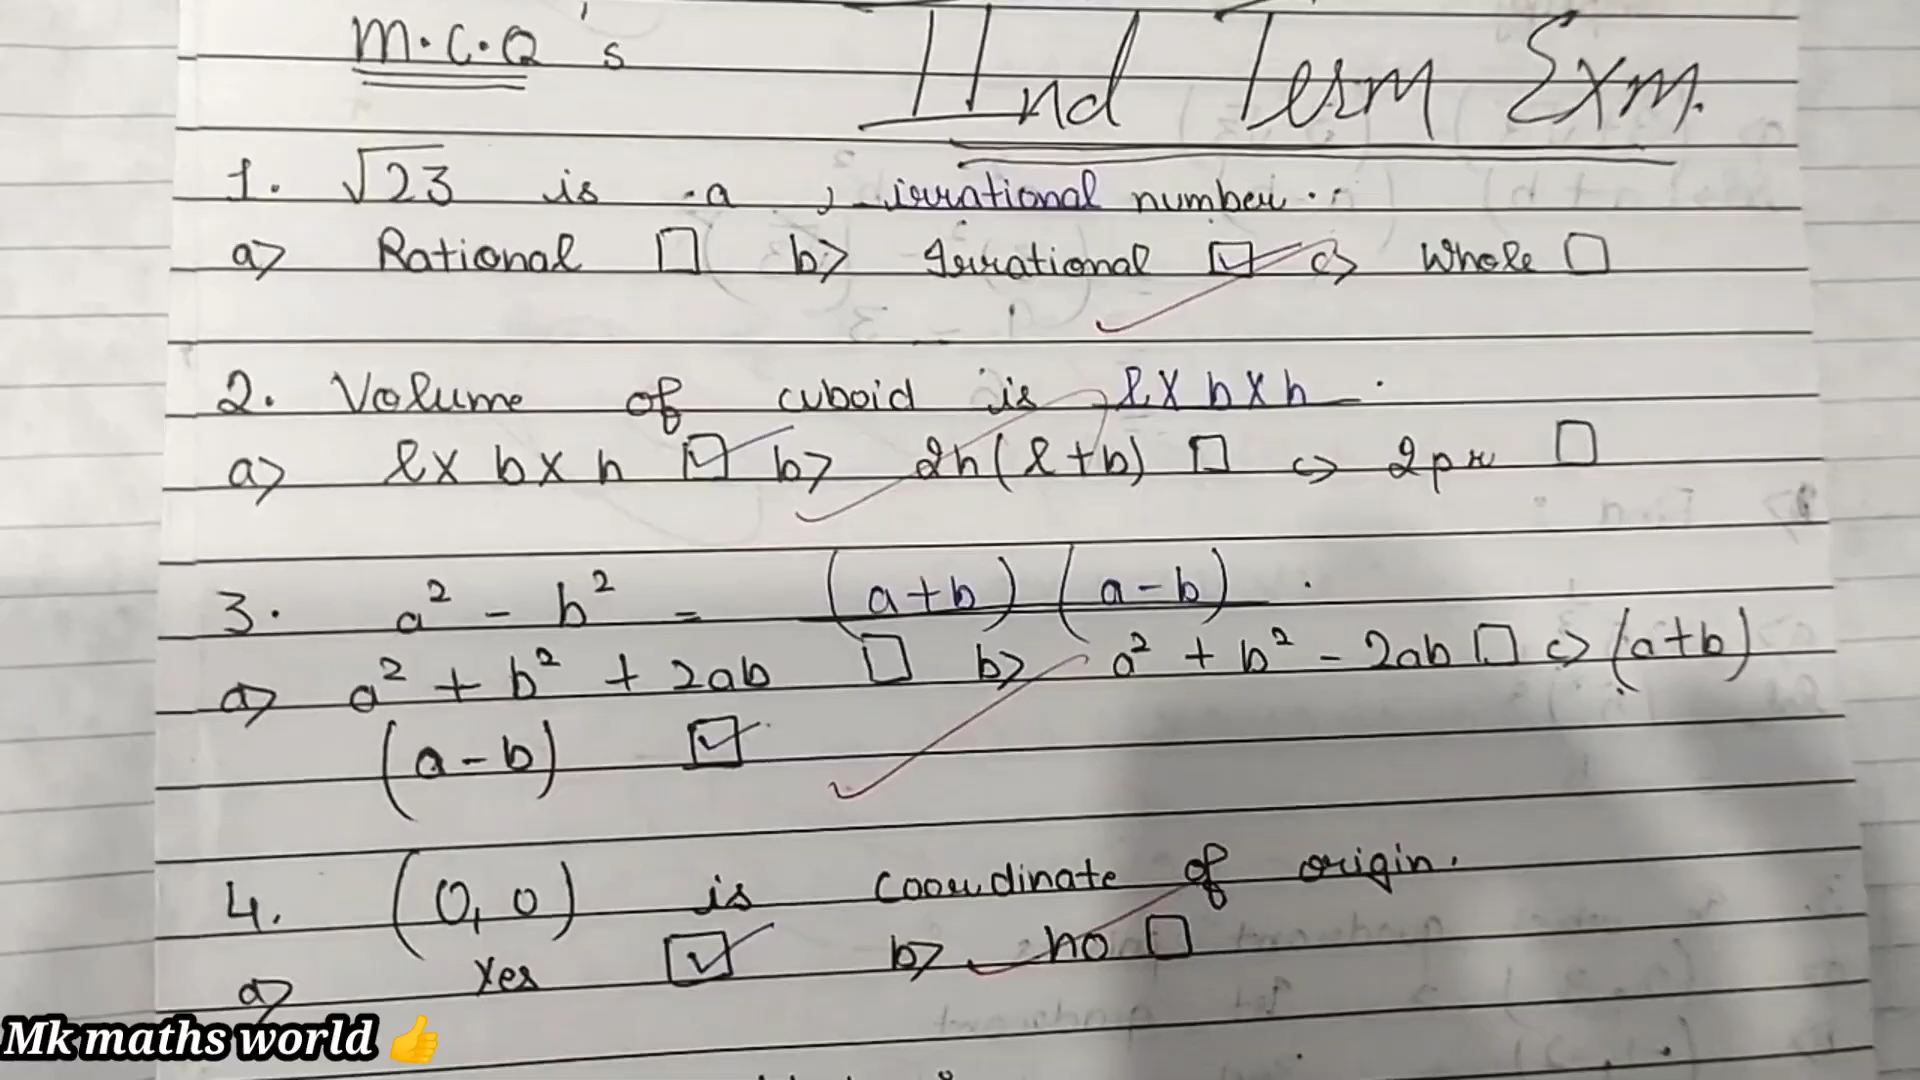 M.C.Q's
IInd Term Exm.
1. √23 is a irrational number.
a> Rational b> Irrational c> Whole
2. Volume of cuboid is l×b×h.
a> l×b×h b> 2h(l+b) c> 2pr
3. a² - b² = (a+b) (a-b).
a> a² + b² + 2ab b> a² + b² - 2ab c> (a+b)
(a-b)
4. (0,0) is coordinate of origin.
a> Yes b> no
Mk maths world 👍